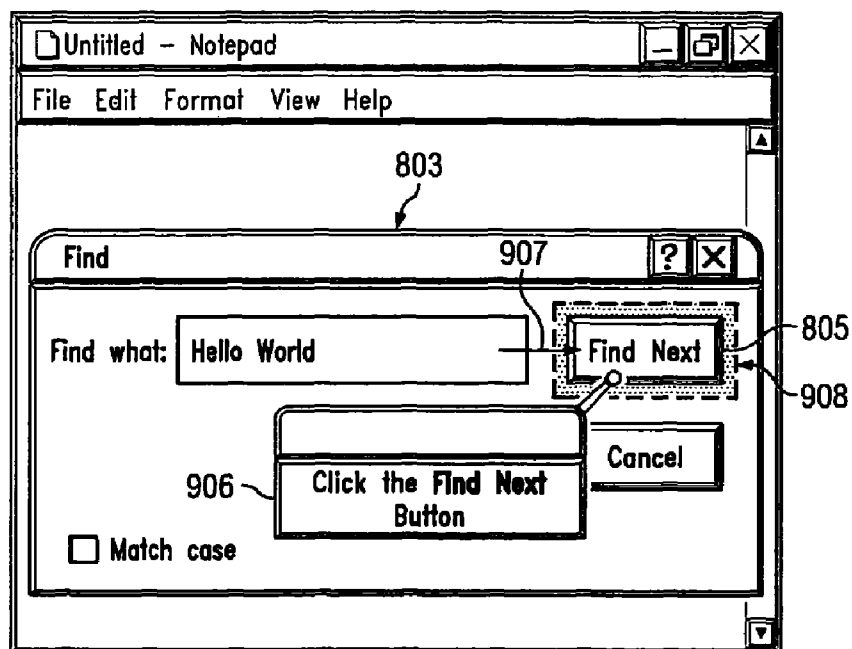 Untitled – Notepad
File Edit Format View Help
803
Find
907
?
Find what: Hello World
Find Next
805
908
Cancel
906
Click the Find Next
Button
Match case